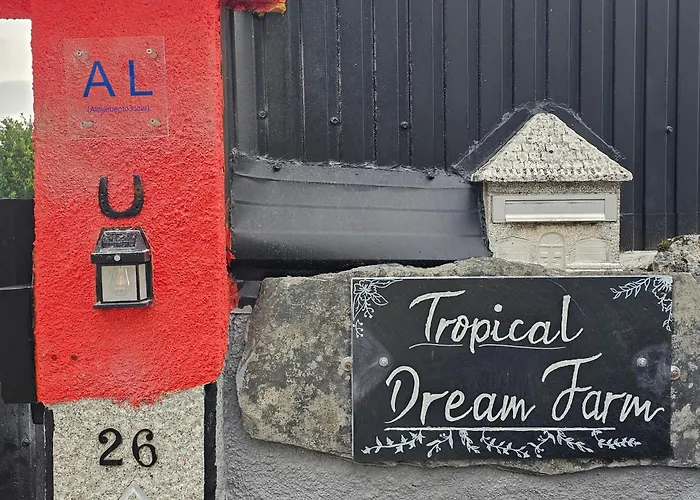 AL
(Alojamento local)
26
Tropical
Dream Farm